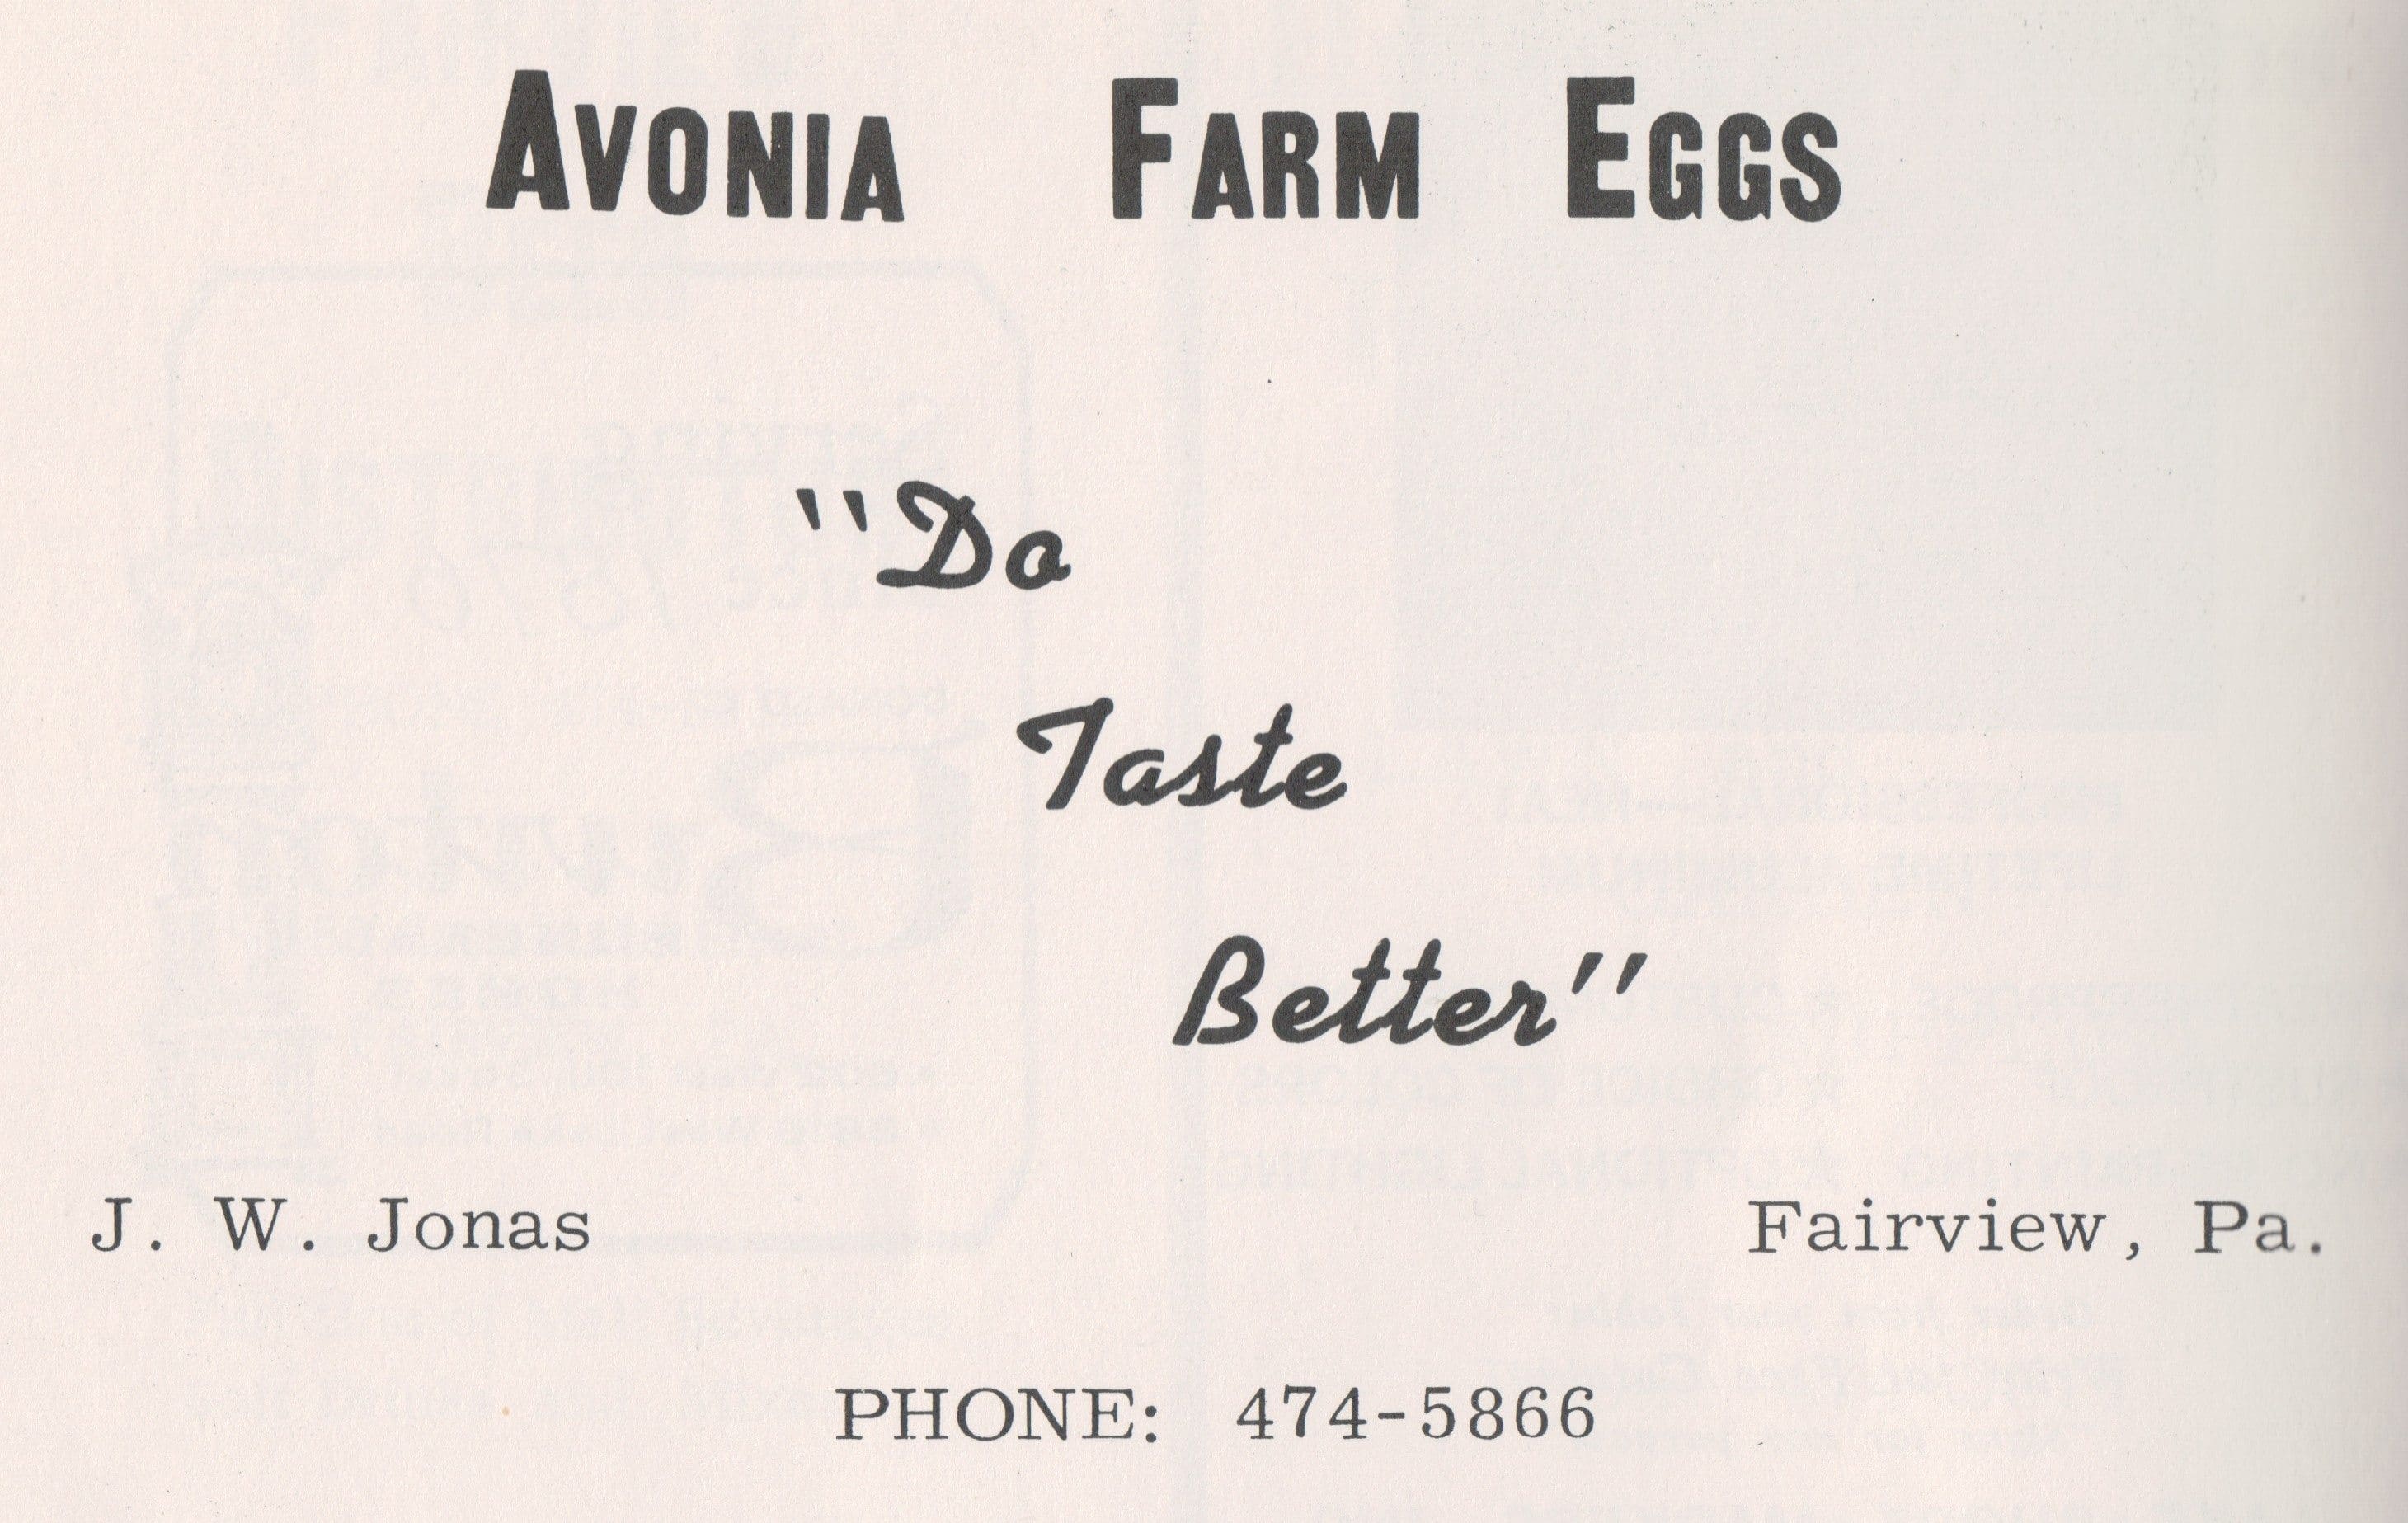 AVONIA FARM EGGS
"Do
Taste
Better"
J. W. Jonas Fairview, Pa.
PHONE: 474-5866